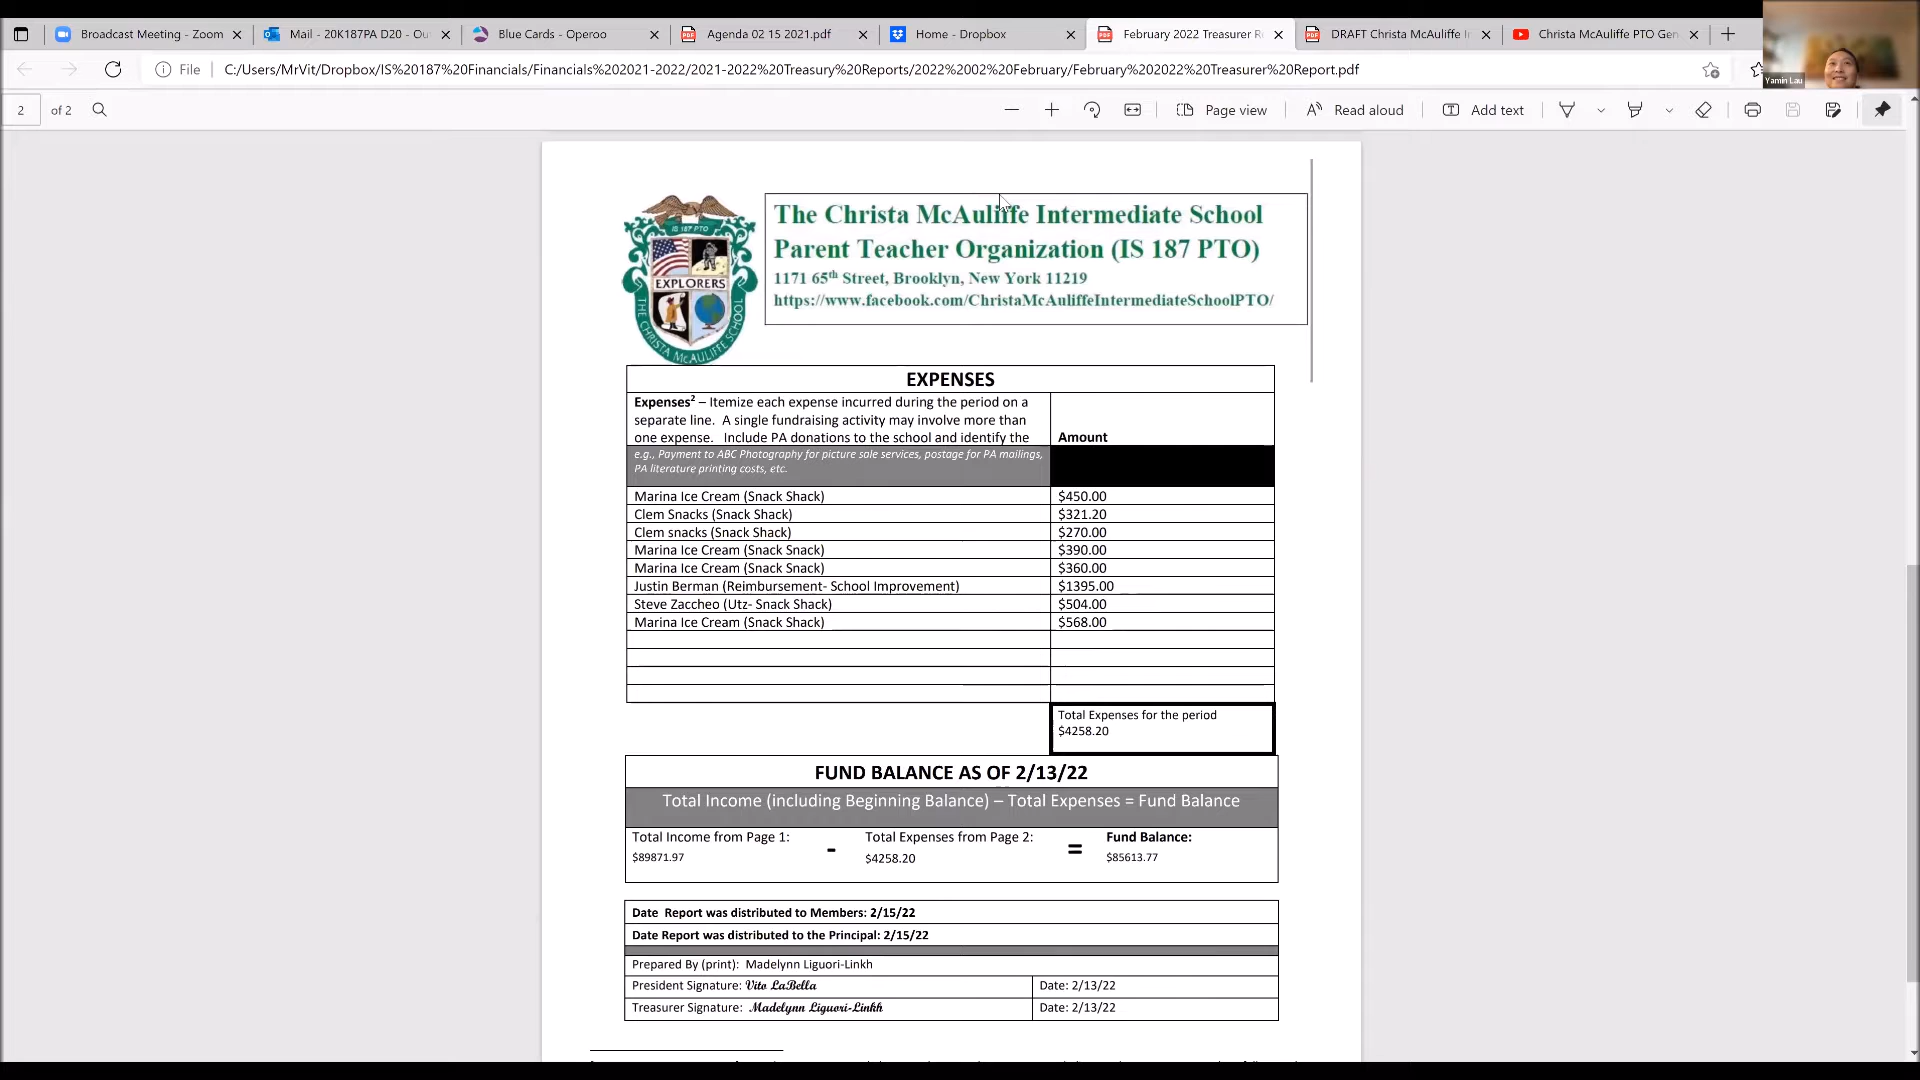 Broadcast Meeting - Zoom
Mail - 20K187PA D20 - Ou
Blue Cards - Operoo
Agenda 02 15 2021.pdf
Home - Dropbox
February 2022 Treasurer R
DRAFT Christa McAuliffe I
Christa McAuliffe PTO Gen
File C:/Users/MrVit/Dropbox/IS%20187%20Financials/Financials%202021-2022/2021-2022%20Treasury%20Reports/2022%2002%20February/February%202022%20Treasurer%20Report.pdf
Yamin Lau
2 of 2
Page view
Read aloud
Add text
IS 187 PTO
EXPLORERS
THE CHRISTA MCAULIFFE SCHOOL
The Christa McAuliffe Intermediate School
Parent Teacher Organization (IS 187 PTO)
1171 65th Street, Brooklyn, New York 11219
https://www.facebook.com/ChristaMcAuliffeIntermediateSchoolPTO/
EXPENSES
Expenses2 – Itemize each expense incurred during the period on a
separate line. A single fundraising activity may involve more than
one expense. Include PA donations to the school and identify the
Amount
e.g., Payment to ABC Photography for picture sale services, postage for PA mailings,
PA literature printing costs, etc.
Marina Ice Cream (Snack Shack) $450.00
Clem Snacks (Snack Shack) $321.20
Clem snacks (Snack Shack) $270.00
Marina Ice Cream (Snack Snack) $390.00
Marina Ice Cream (Snack Shack) $360.00
Justin Berman (Reimbursement- School Improvement) $1395.00
Steve Zaccheo (Utz- Snack Shack) $504.00
Marina Ice Cream (Snack Shack) $568.00
Total Expenses for the period
$4258.20
FUND BALANCE AS OF 2/13/22
Total Income (including Beginning Balance) – Total Expenses = Fund Balance
Total Income from Page 1: - Total Expenses from Page 2: = Fund Balance:
$89871.97 $4258.20 $85613.77
Date Report was distributed to Members: 2/15/22
Date Report was distributed to the Principal: 2/15/22
Prepared By (print): Madelynn Liguori-Linkh
President Signature: Vito LaBella Date: 2/13/22
Treasurer Signature: Madelynn Liguori-Linkh Date: 2/13/22